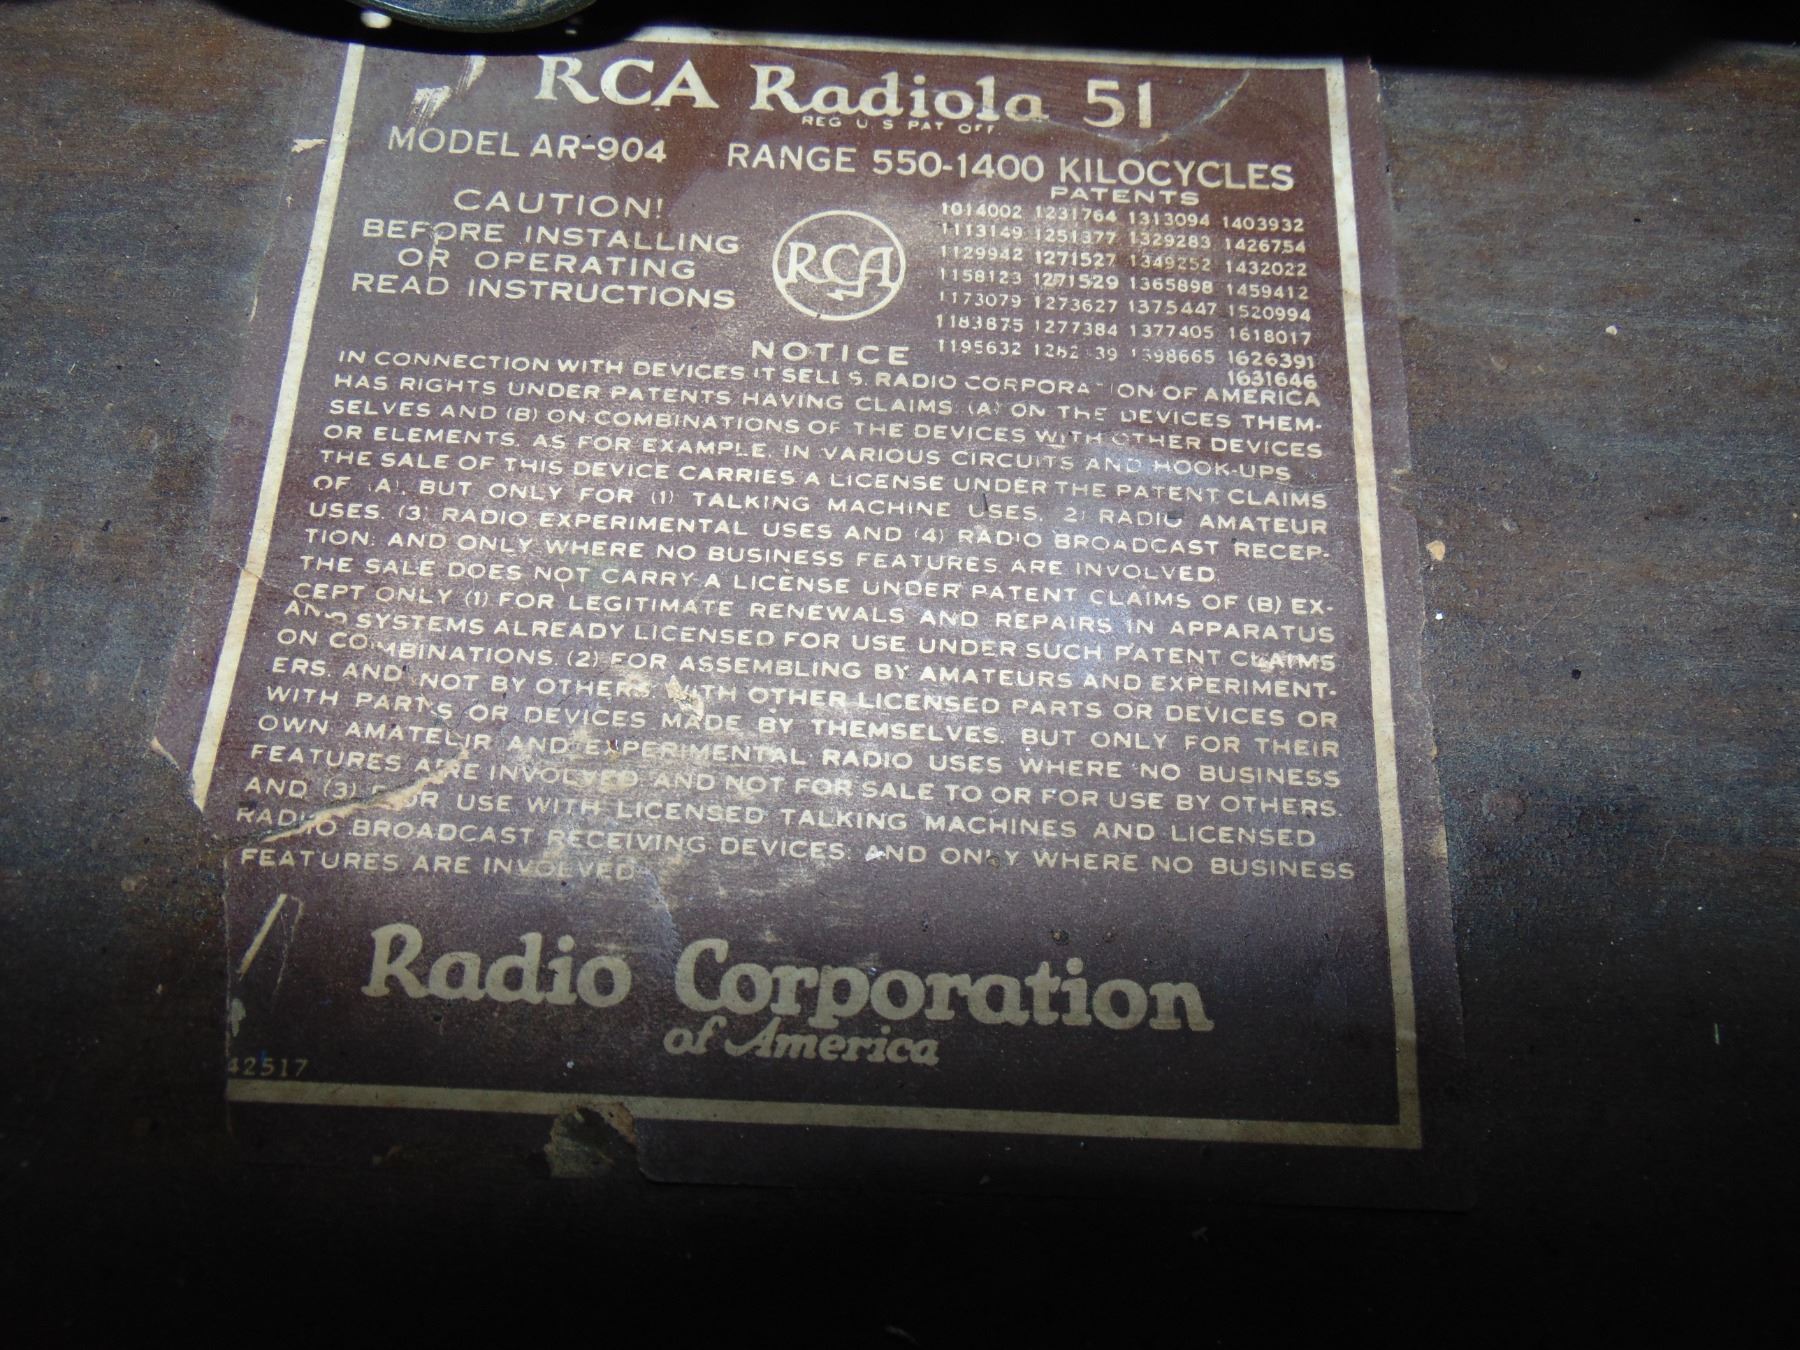 RCA Radiola 51
REG U S PAT OFF
MODEL AR-904 RANGE 550-1400 KILOCYCLES
CAUTION!
BEFORE INSTALLING
OR OPERATING
READ INSTRUCTIONS
RCA
PATENTS
1014002 1231764 1313094 1403932
1113149 1251377 1329283 1426754
1129942 1271527 1349252 1432022
1158123 1271529 1365898 1459412
1173079 1273627 1375447 1520994
1183875 1277384 1377405 1618017
1195632 1398665 1626391
1631646
NOTICE
IN CONNECTION WITH DEVICES IT SELLS, RADIO CORPORATION OF AMERICA
HAS RIGHTS UNDER PATENTS HAVING CLAIMS (A) ON THE DEVICES THEM-
SELVES AND (B) ON COMBINATIONS OF THE DEVICES WITH OTHER DEVICES
OR ELEMENTS, AS FOR EXAMPLE, IN VARIOUS CIRCUITS AND HOOK-UPS
THE SALE OF THIS DEVICE CARRIES A LICENSE UNDER THE PATENT CLAIMS
OF (A), BUT ONLY FOR (1) TALKING MACHINE USES, 2) RADIO AMATEUR
USES, (3) RADIO EXPERIMENTAL USES AND (4) RADIO BROADCAST RECEP-
TION; AND ONLY WHERE NO BUSINESS FEATURES ARE INVOLVED
THE SALE DOES NOT CARRY A LICENSE UNDER PATENT CLAIMS OF (B) EX-
CEPT ONLY (1) FOR LEGITIMATE RENEWALS AND REPAIRS IN APPARATUS
AND SYSTEMS ALREADY LICENSED FOR USE UNDER SUCH PATENT CLAIMS
ON COMBINATIONS, (2) FOR ASSEMBLING BY AMATEURS AND EXPERIMENT-
ERS, AND NOT BY OTHERS, WITH OTHER LICENSED PARTS OR DEVICES OR
WITH PARTS OR DEVICES MADE BY THEMSELVES, BUT ONLY FOR THEIR
OWN AMATEUR AND EXPERIMENTAL RADIO USES WHERE NO BUSINESS
FEATURES ARE INVOLVED AND NOT FOR SALE TO OR FOR USE BY OTHERS,
AND (3) FOR USE WITH LICENSED TALKING MACHINES AND LICENSED
RADIO BROADCAST RECEIVING DEVICES; AND ONLY WHERE NO BUSINESS
FEATURES ARE INVOLVED
Radio Corporation
of America
42517